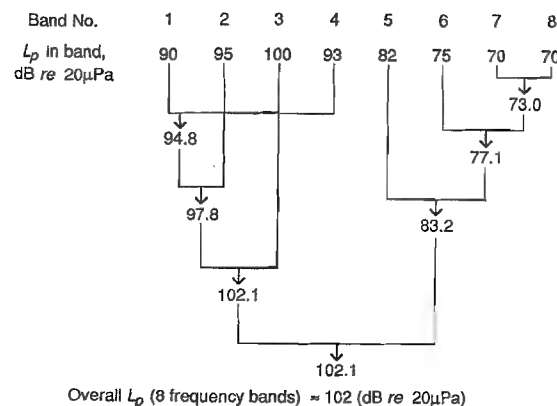 Band No. 1 2 3 4 5 6 7 8
Lp in band, 90 95 100 93 82 75 70 70
dB re 20μPa
73.0
94.8
77.1
97.8
83.2
102.1
102.1
Overall Lp (8 frequency bands) ≈ 102 (dB re 20μPa)